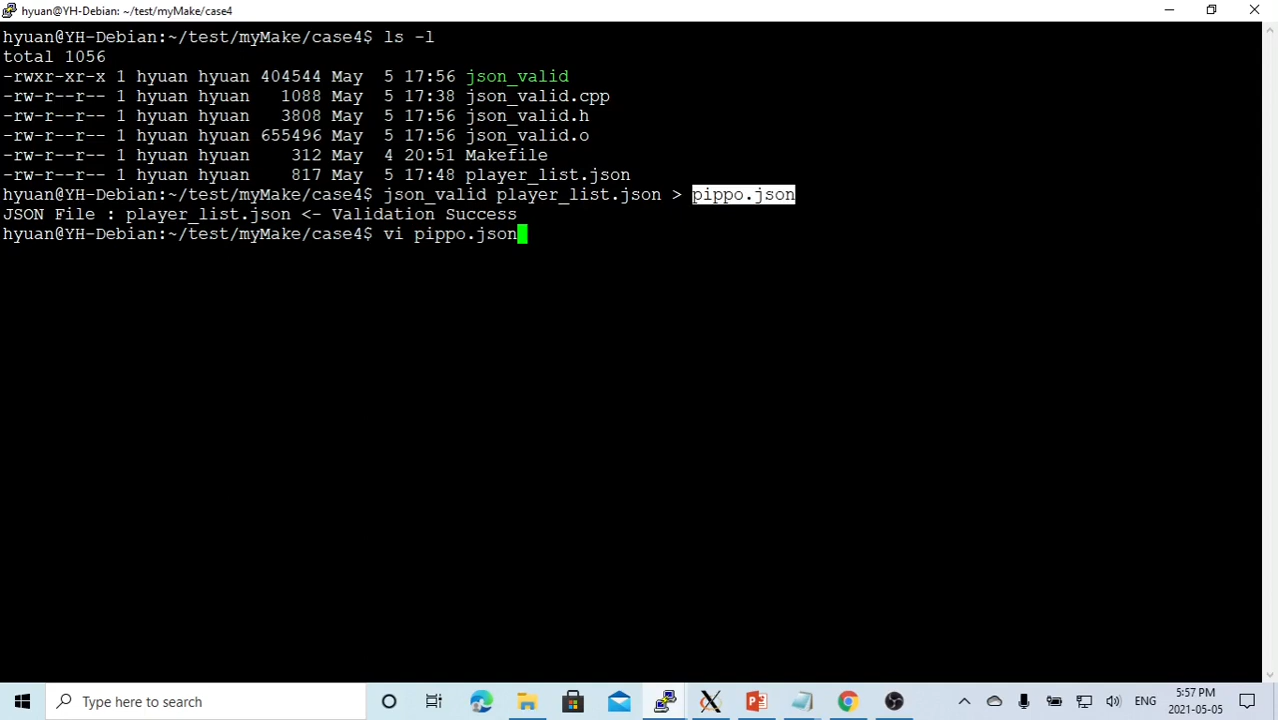 hyuan@YH-Debian: ~/test/myMake/case4
hyuan@YH-Debian:~/test/myMake/case4$ ls -l
total 1056
-rwxr-xr-x 1 hyuan hyuan 404544 May  5 17:56 json_valid
-rw-r--r-- 1 hyuan hyuan   1088 May  5 17:38 json_valid.cpp
-rw-r--r-- 1 hyuan hyuan   3808 May  5 17:56 json_valid.h
-rw-r--r-- 1 hyuan hyuan 655496 May  5 17:56 json_valid.o
-rw-r--r-- 1 hyuan hyuan    312 May  4 20:51 Makefile
-rw-r--r-- 1 hyuan hyuan    817 May  5 17:48 player_list.json
hyuan@YH-Debian:~/test/myMake/case4$ json_valid player_list.json > pippo.json
JSON File : player_list.json <- Validation Success
hyuan@YH-Debian:~/test/myMake/case4$ vi pippo.json
Type here to search
ENG
5:57 PM
2021-05-05